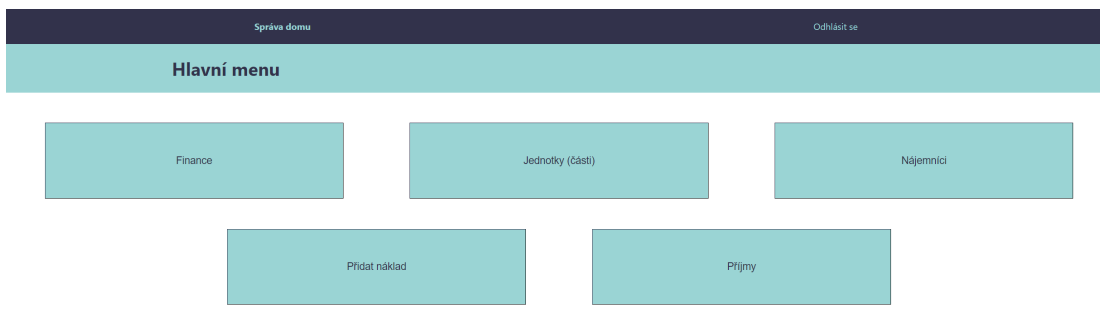 Správa domu
Odhlásit se
Hlavní menu
Finance
Jednotky (části)
Nájemníci
Přidat náklad
Příjmy